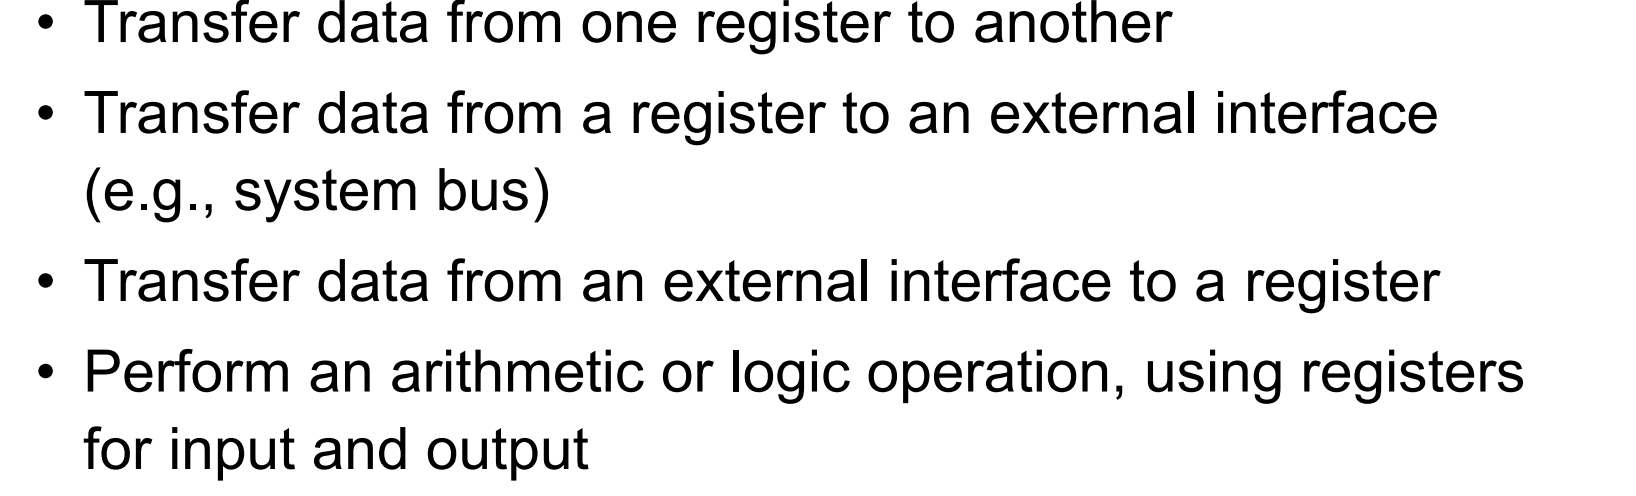 • Transfer data from one register to another
• Transfer data from a register to an external interface
(e.g., system bus)
• Transfer data from an external interface to a register
• Perform an arithmetic or logic operation, using registers
for input and output